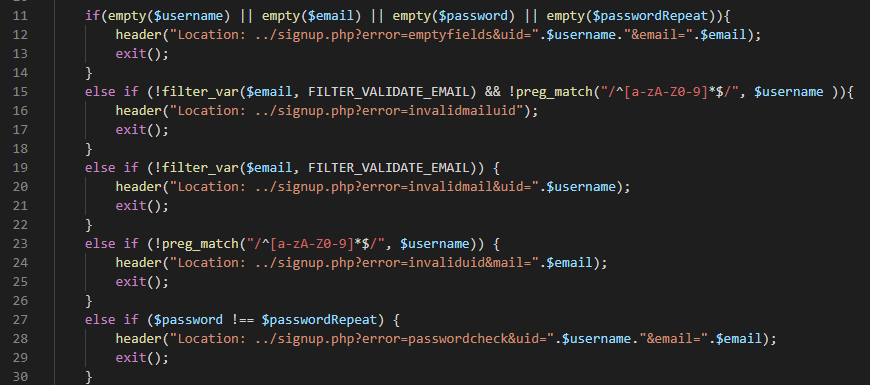 11 if(empty($username) || empty($email) || empty($password) || empty($passwordRepeat)){
12 header("Location: ../signup.php?error=emptyfields&uid=".$username."&email=".$email);
13 exit();
14 }
15 else if (!filter_var($email, FILTER_VALIDATE_EMAIL) && !preg_match("/^[a-zA-Z0-9]*$/", $username )){
16 header("Location: ../signup.php?error=invalidmailuid");
17 exit();
18 }
19 else if (!filter_var($email, FILTER_VALIDATE_EMAIL)) {
20 header("Location: ../signup.php?error=invalidmail&uid=".$username);
21 exit();
22 }
23 else if (!preg_match("/^[a-zA-Z0-9]*$/", $username)) {
24 header("Location: ../signup.php?error=invaliduid&mail=".$email);
25 exit();
26 }
27 else if ($password !== $passwordRepeat) {
28 header("Location: ../signup.php?error=passwordcheck&uid=".$username."&email=".$email);
29 exit();
30 }